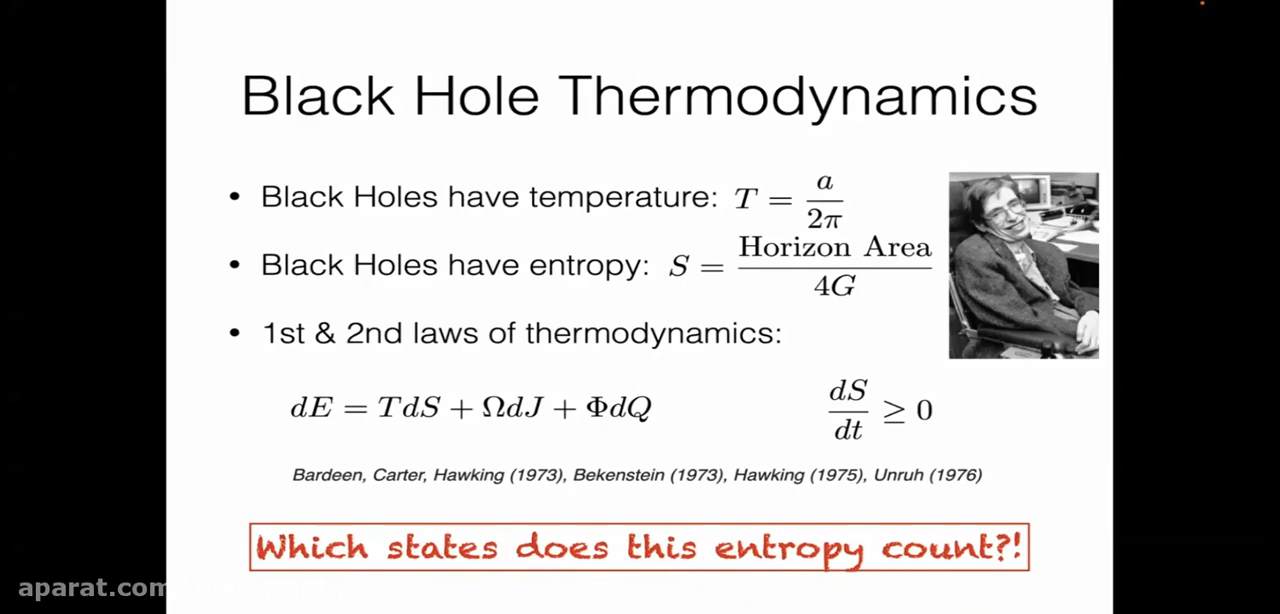 Black Hole Thermodynamics
• Black Holes have temperature: T = a / 2π
• Black Holes have entropy: S = Horizon Area / 4G
• 1st & 2nd laws of thermodynamics:
dE = TdS + ΩdJ + ΦdQ
dS / dt ≥ 0
Bardeen, Carter, Hawking (1973), Bekenstein (1973), Hawking (1975), Unruh (1976)
Which states does this entropy count?!
aparat.com/